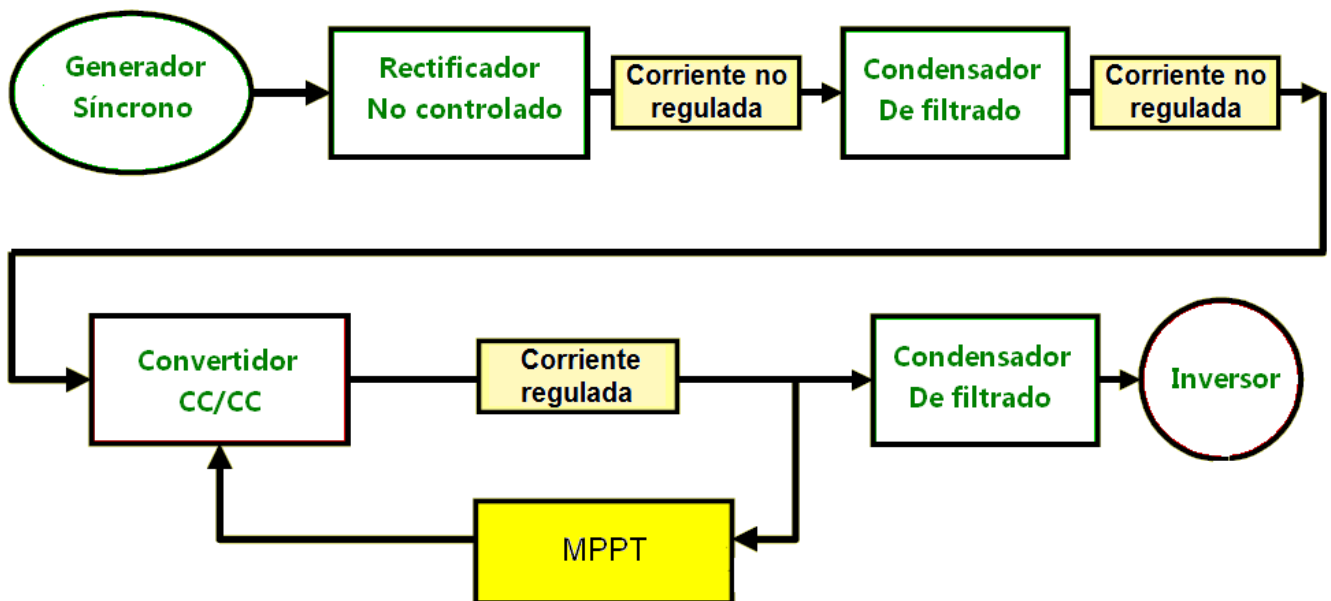 Generador
Síncrono
Rectificador
No controlado
Corriente no
regulada
Condensador
De filtrado
Corriente no
regulada
Convertidor
CC/CC
Corriente
regulada
Condensador
De filtrado
Inversor
MPPT